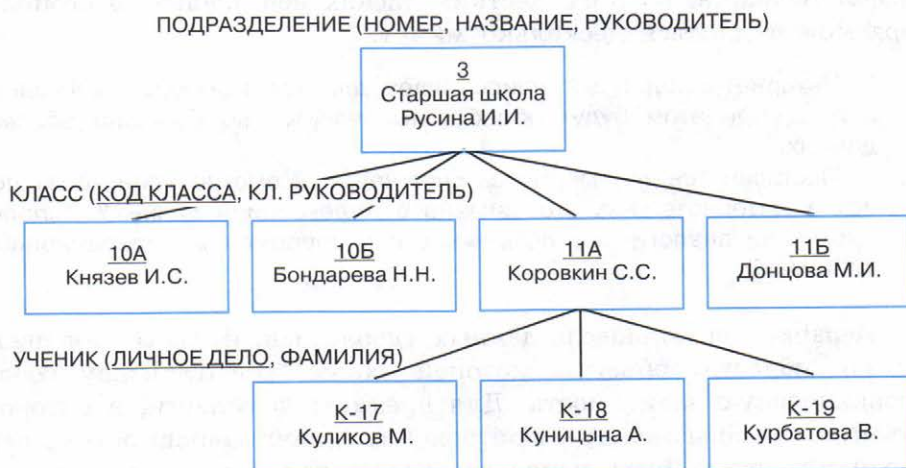 ПОДРАЗДЕЛЕНИЕ (НОМЕР, НАЗВАНИЕ, РУКОВОДИТЕЛЬ)
3
Старшая школа
Русина И.И.
КЛАСС (КОД КЛАССА, КЛ. РУКОВОДИТЕЛЬ)
10А
Князев И.С.
10Б
Бондарева Н.Н.
11А
Коровкин С.С.
11Б
Донцова М.И.
УЧЕНИК (ЛИЧНОЕ ДЕЛО, ФАМИЛИЯ)
К-17
Куликов М.
К-18
Куницына А.
К-19
Курбатова В.